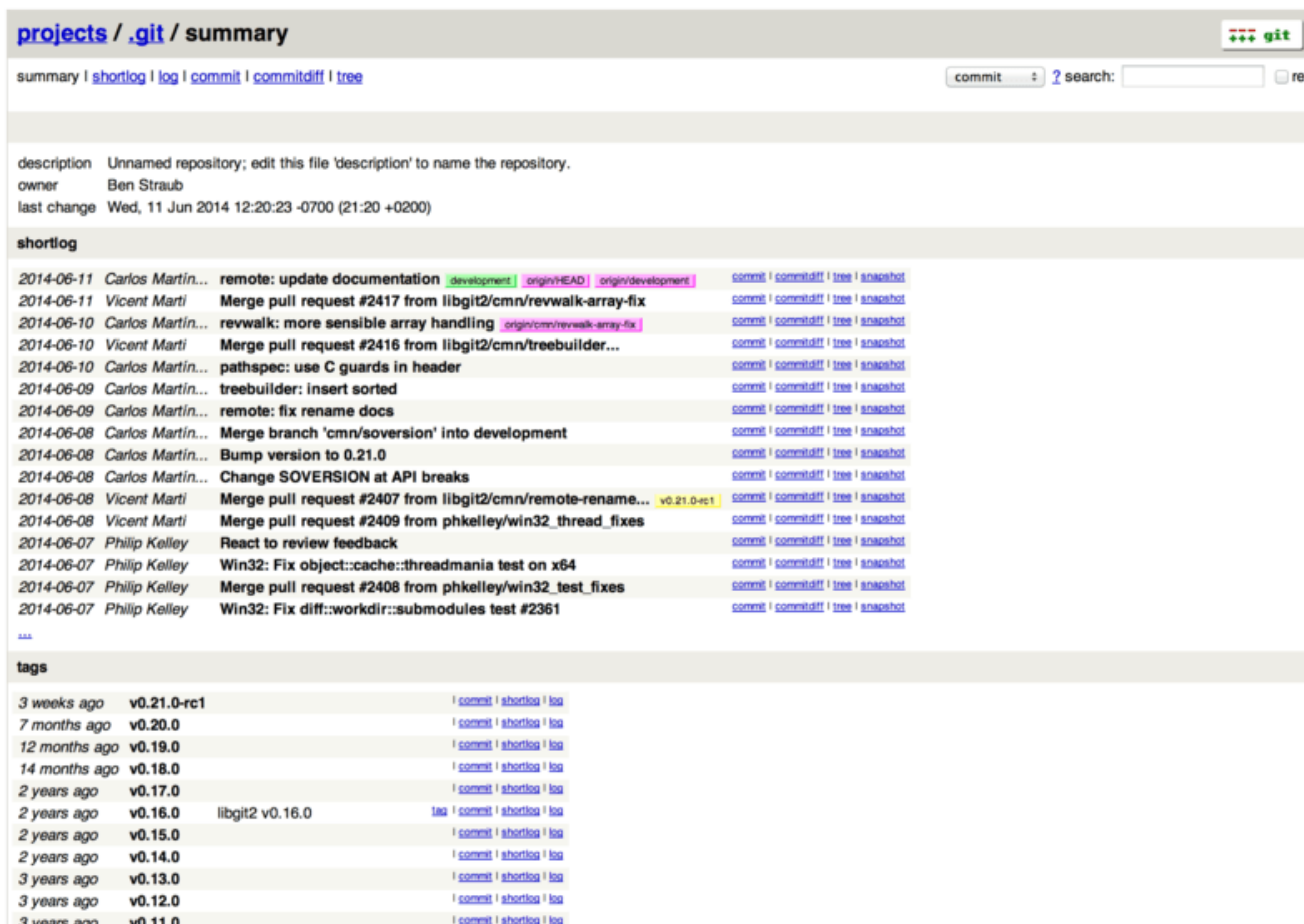 projects / .git / summary
git
summary | shortlog | log | commit | commitdiff | tree
commit ? search: re
description Unnamed repository; edit this file 'description' to name the repository.
owner Ben Straub
last change Wed, 11 Jun 2014 12:20:23 -0700 (21:20 +0200)
shortlog
2014-06-11 Carlos Martín... remote: update documentation development origin/HEAD origin/development commit | commitdiff | tree | snapshot
2014-06-11 Vicent Marti Merge pull request #2417 from libgit2/cmn/revwalk-array-fix commit | commitdiff | tree | snapshot
2014-06-10 Carlos Martín... revwalk: more sensible array handling origin/cmn/revwalk-array-fix commit | commitdiff | tree | snapshot
2014-06-10 Vicent Marti Merge pull request #2416 from libgit2/cmn/treebuilder... commit | commitdiff | tree | snapshot
2014-06-10 Carlos Martín... pathspec: use C guards in header commit | commitdiff | tree | snapshot
2014-06-09 Carlos Martín... treebuilder: insert sorted commit | commitdiff | tree | snapshot
2014-06-09 Carlos Martín... remote: fix rename docs commit | commitdiff | tree | snapshot
2014-06-08 Carlos Martín... Merge branch 'cmn/soversion' into development commit | commitdiff | tree | snapshot
2014-06-08 Carlos Martín... Bump version to 0.21.0 commit | commitdiff | tree | snapshot
2014-06-08 Carlos Martín... Change SOVERSION at API breaks commit | commitdiff | tree | snapshot
2014-06-08 Vicent Marti Merge pull request #2407 from libgit2/cmn/remote-rename... v0.21.0-rc1 commit | commitdiff | tree | snapshot
2014-06-08 Vicent Marti Merge pull request #2409 from phkelley/win32_thread_fixes commit | commitdiff | tree | snapshot
2014-06-07 Philip Kelley React to review feedback commit | commitdiff | tree | snapshot
2014-06-07 Philip Kelley Win32: Fix object::cache::threadmania test on x64 commit | commitdiff | tree | snapshot
2014-06-07 Philip Kelley Merge pull request #2408 from phkelley/win32_test_fixes commit | commitdiff | tree | snapshot
2014-06-07 Philip Kelley Win32: Fix diff::workdir::submodules test #2361 commit | commitdiff | tree | snapshot
...
tags
3 weeks ago v0.21.0-rc1 | commit | shortlog | log
7 months ago v0.20.0 | commit | shortlog | log
12 months ago v0.19.0 | commit | shortlog | log
14 months ago v0.18.0 | commit | shortlog | log
2 years ago v0.17.0 | commit | shortlog | log
2 years ago v0.16.0 libgit2 v0.16.0 tag | commit | shortlog | log
2 years ago v0.15.0 | commit | shortlog | log
2 years ago v0.14.0 | commit | shortlog | log
3 years ago v0.13.0 | commit | shortlog | log
3 years ago v0.12.0 | commit | shortlog | log
3 years ago v0.11.0 | commit | shortlog | log